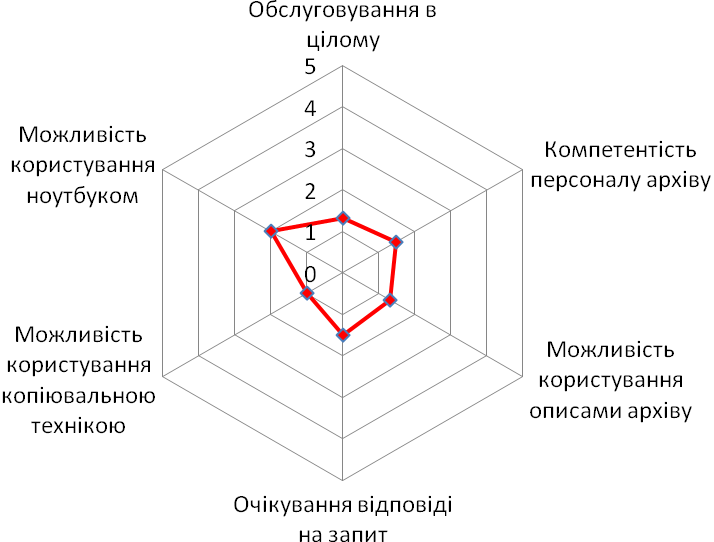 Обслуговування в
цілому
5
4
3
2
1
0
Компетентість
персоналу архіву
Можливість
користування
описами архіву
Очікування відповіді
на запит
Можливість
користування
копіювальною
технікою
Можливість
користування
ноутбуком